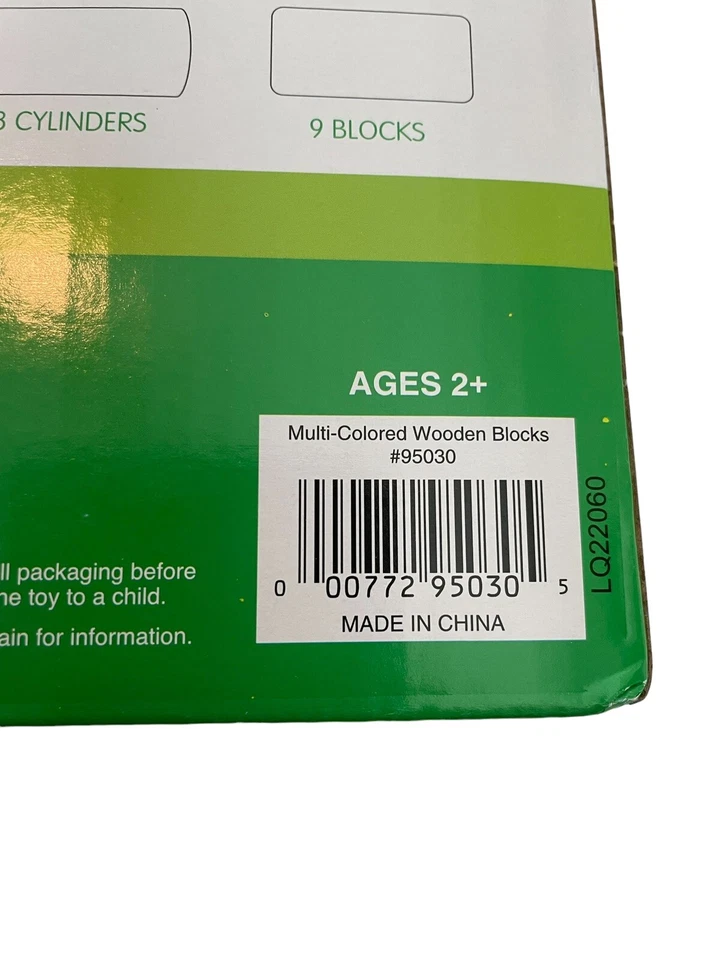 CYLINDERS
9 BLOCKS
AGES 2+
Multi-Colored Wooden Blocks
#95030
0 00772 95030 5
MADE IN CHINA
LQ22060
packaging before
toy to a child.
for information.